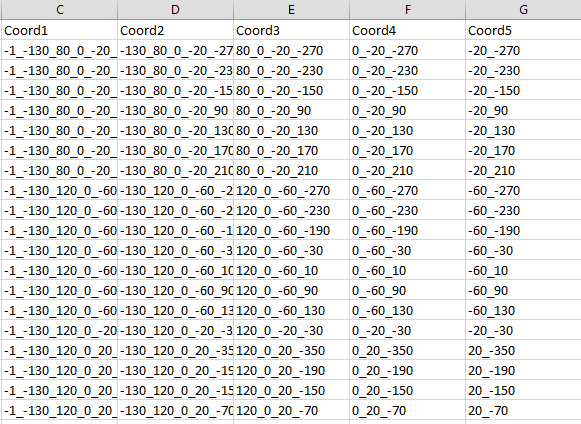 C D E F G
Coord1 Coord2 Coord3 Coord4 Coord5
-1_-130_80_0_-20_ -130_80_0_-20_-27 80_0_-20_-270 0_-20_-270 -20_-270
-1_-130_80_0_-20_ -130_80_0_-20_-23 80_0_-20_-230 0_-20_-230 -20_-230
-1_-130_80_0_-20_ -130_80_0_-20_-15 80_0_-20_-150 0_-20_-150 -20_-150
-1_-130_80_0_-20_ -130_80_0_-20_90 80_0_-20_90 0_-20_90 -20_90
-1_-130_80_0_-20_ -130_80_0_-20_130 80_0_-20_130 0_-20_130 -20_130
-1_-130_80_0_-20_ -130_80_0_-20_170 80_0_-20_170 0_-20_170 -20_170
-1_-130_80_0_-20_ -130_80_0_-20_210 80_0_-20_210 0_-20_210 -20_210
-1_-130_120_0_-60 -130_120_0_-60_-2 120_0_-60_-270 0_-60_-270 -60_-270
-1_-130_120_0_-60 -130_120_0_-60_-2 120_0_-60_-230 0_-60_-230 -60_-230
-1_-130_120_0_-60 -130_120_0_-60_-1 120_0_-60_-190 0_-60_-190 -60_-190
-1_-130_120_0_-60 -130_120_0_-60_-3 120_0_-60_-30 0_-60_-30 -60_-30
-1_-130_120_0_-60 -130_120_0_-60_10 120_0_-60_10 0_-60_10 -60_10
-1_-130_120_0_-60 -130_120_0_-60_90 120_0_-60_90 0_-60_90 -60_90
-1_-130_120_0_-60 -130_120_0_-60_13 120_0_-60_130 0_-60_130 -60_130
-1_-130_120_0_-20 -130_120_0_-20_-3 120_0_-20_-30 0_-20_-30 -20_-30
-1_-130_120_0_20_ -130_120_0_20_-35 120_0_20_-350 0_20_-350 20_-350
-1_-130_120_0_20_ -130_120_0_20_-19 120_0_20_-190 0_20_-190 20_-190
-1_-130_120_0_20_ -130_120_0_20_-15 120_0_20_-150 0_20_-150 20_-150
-1_-130_120_0_20_ -130_120_0_20_-70 120_0_20_-70 0_20_-70 20_-70